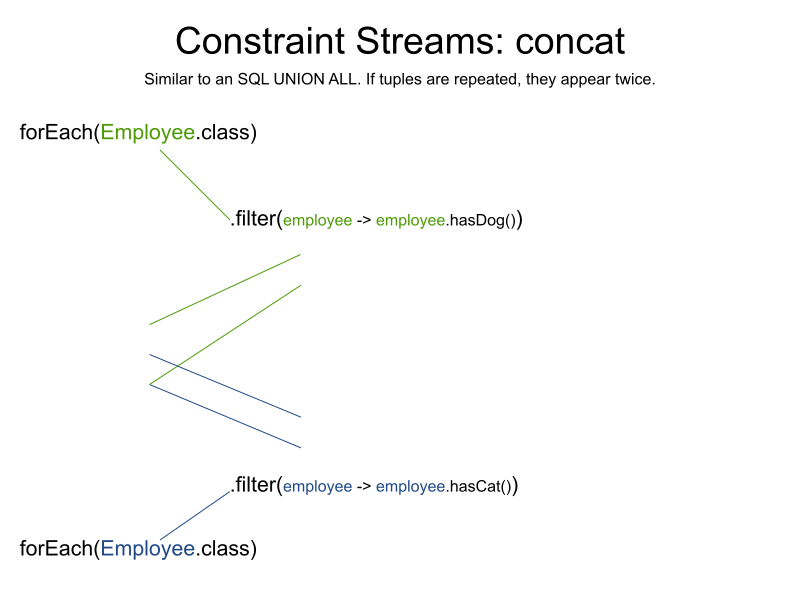 Constraint Streams: concat
Similar to an SQL UNION ALL. If tuples are repeated, they appear twice.
forEach(Employee.class)
.filter(employee -> employee.hasDog())
.filter(employee -> employee.hasCat())
forEach(Employee.class)